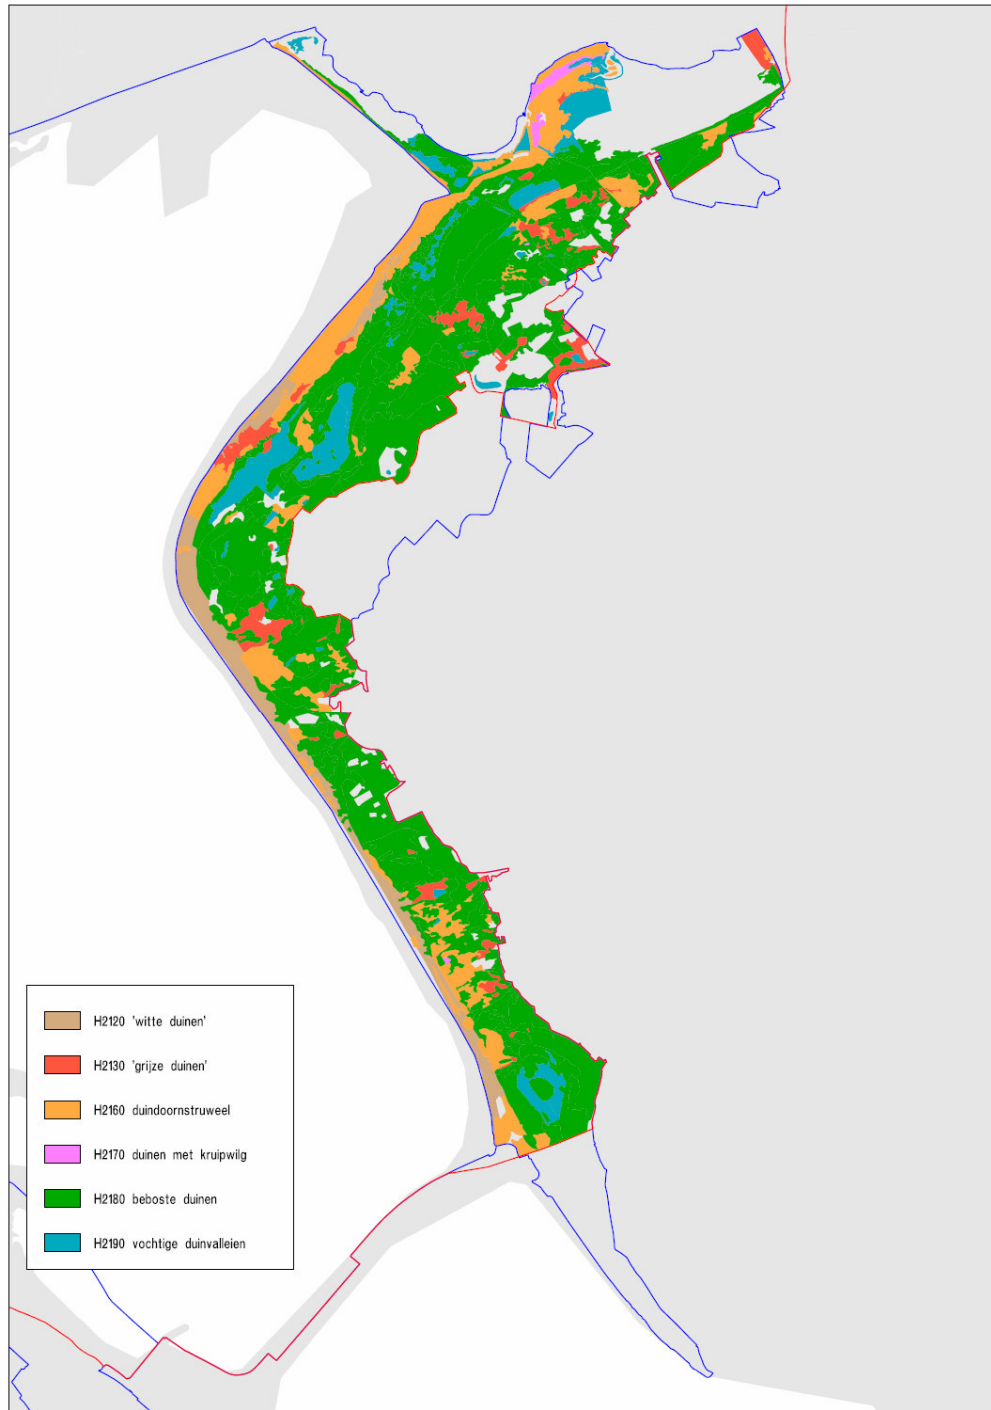 H2120 'witte duinen'
H2130 'grijze duinen'
H2160 duindoornstruweel
H2170 duinen met kruipwilg
H2180 beboste duinen
H2190 vochtige duinvalleien